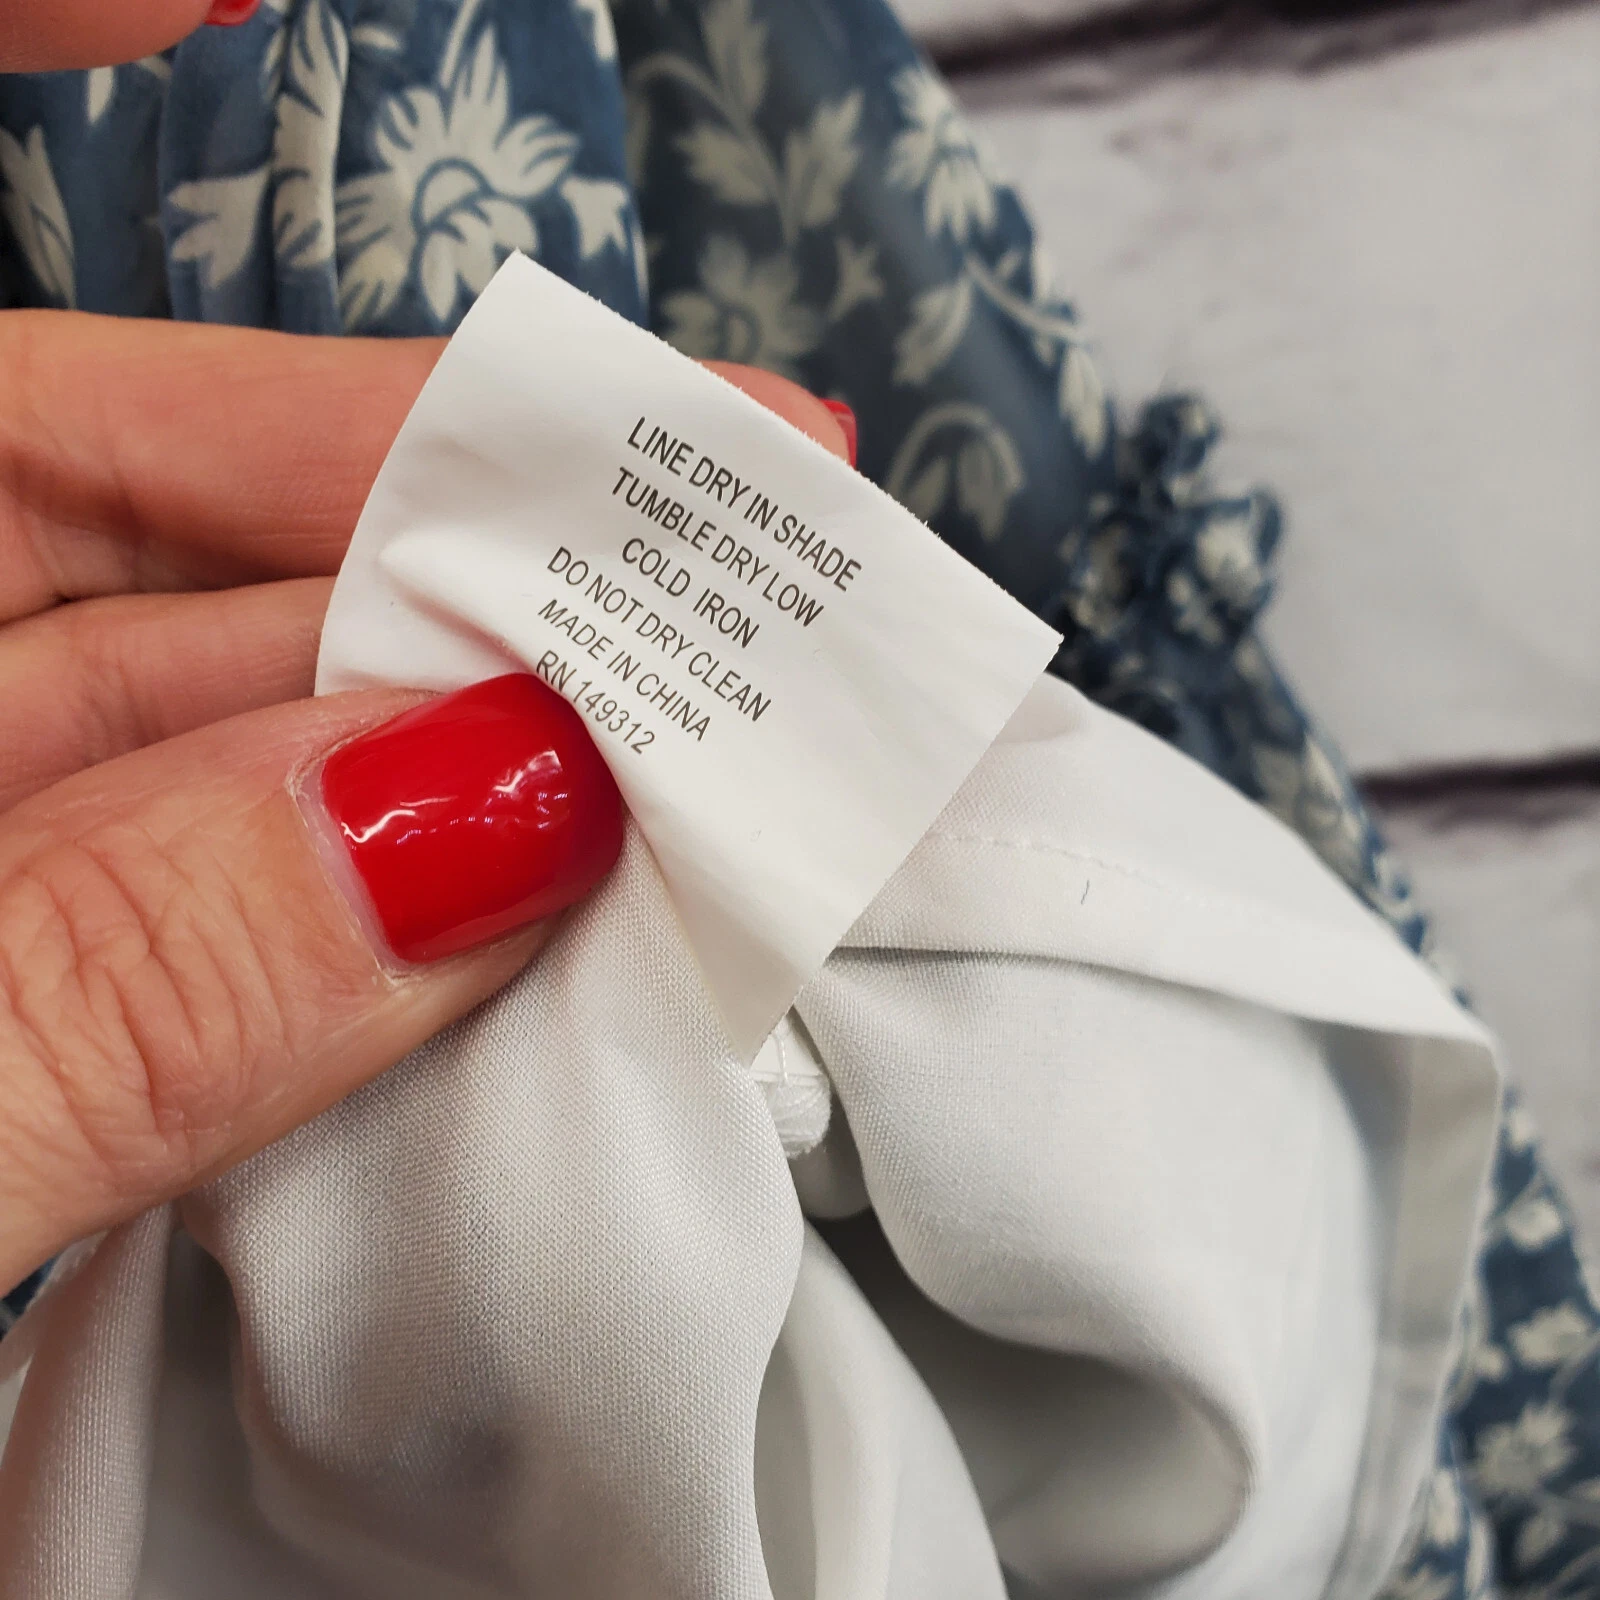 LINE DRY IN SHADE
TUMBLE DRY LOW
COLD IRON
DO NOT DRY CLEAN
MADE IN CHINA
RN 149312